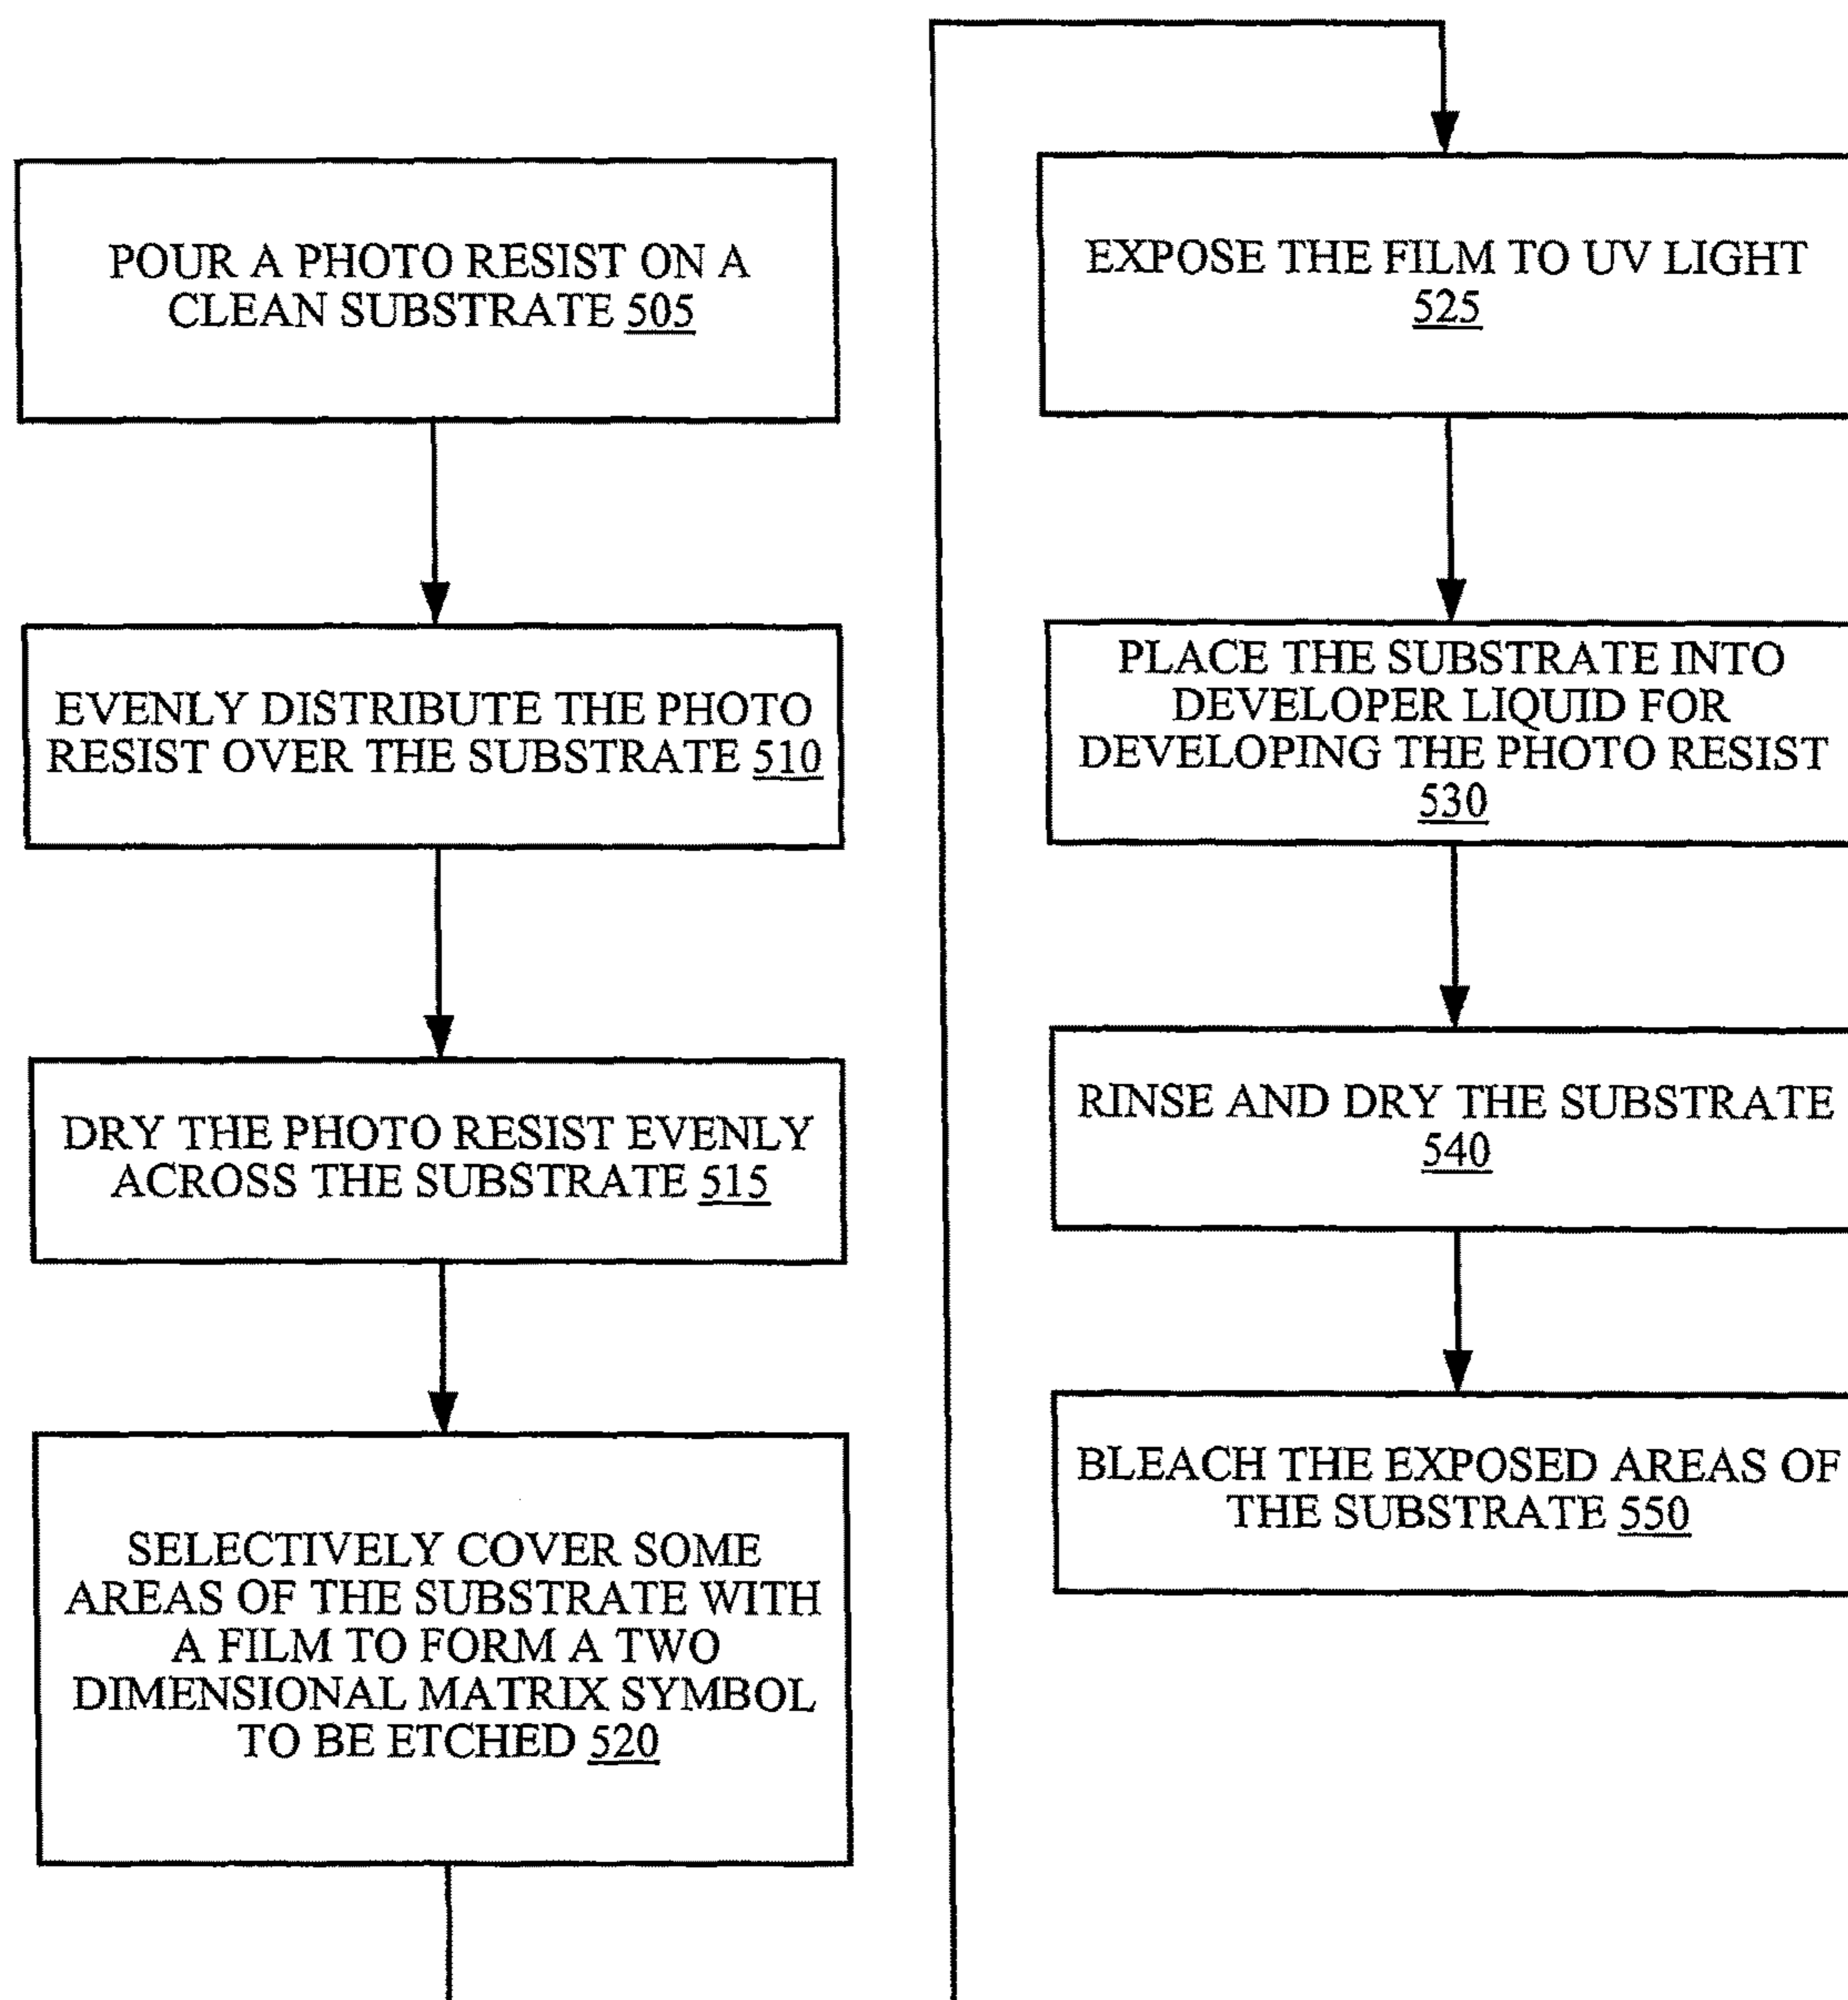 POUR A PHOTO RESIST ON A
CLEAN SUBSTRATE 505
EVENLY DISTRIBUTE THE PHOTO
RESIST OVER THE SUBSTRATE 510
DRY THE PHOTO RESIST EVENLY
ACROSS THE SUBSTRATE 515
SELECTIVELY COVER SOME
AREAS OF THE SUBSTRATE WITH
A FILM TO FORM A TWO
DIMENSIONAL MATRIX SYMBOL
TO BE ETCHED 520
EXPOSE THE FILM TO UV LIGHT
525
PLACE THE SUBSTRATE INTO
DEVELOPER LIQUID FOR
DEVELOPING THE PHOTO RESIST
530
RINSE AND DRY THE SUBSTRATE
540
BLEACH THE EXPOSED AREAS OF
THE SUBSTRATE 550